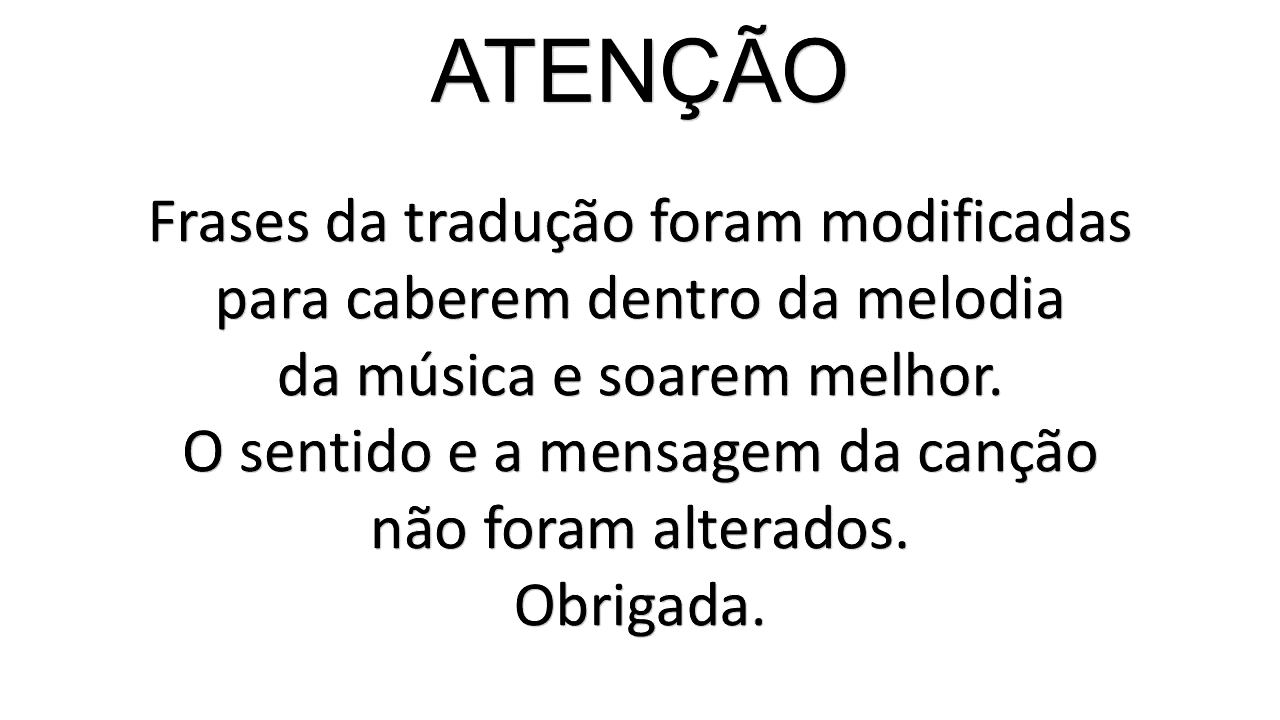 ATENÇÃO
Frases da tradução foram modificadas
para caberem dentro da melodia
da música e soarem melhor.
O sentido e a mensagem da canção
não foram alterados.
Obrigada.